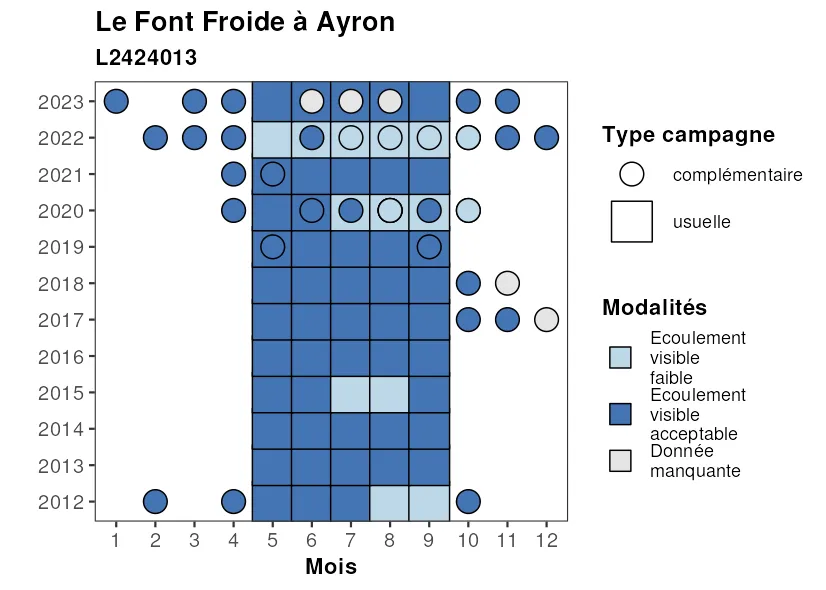 Le Font Froide à Ayron
L2424013
2023
2022
2021
2020
2019
2018
2017
2016
2015
2014
2013
2012
1 2 3 4 5 6 7 8 9 10 11 12
Mois
Type campagne
complémentaire
usuelle
Modalités
Ecoulement
visible
faible
Ecoulement
visible
acceptable
Donnée
manquante